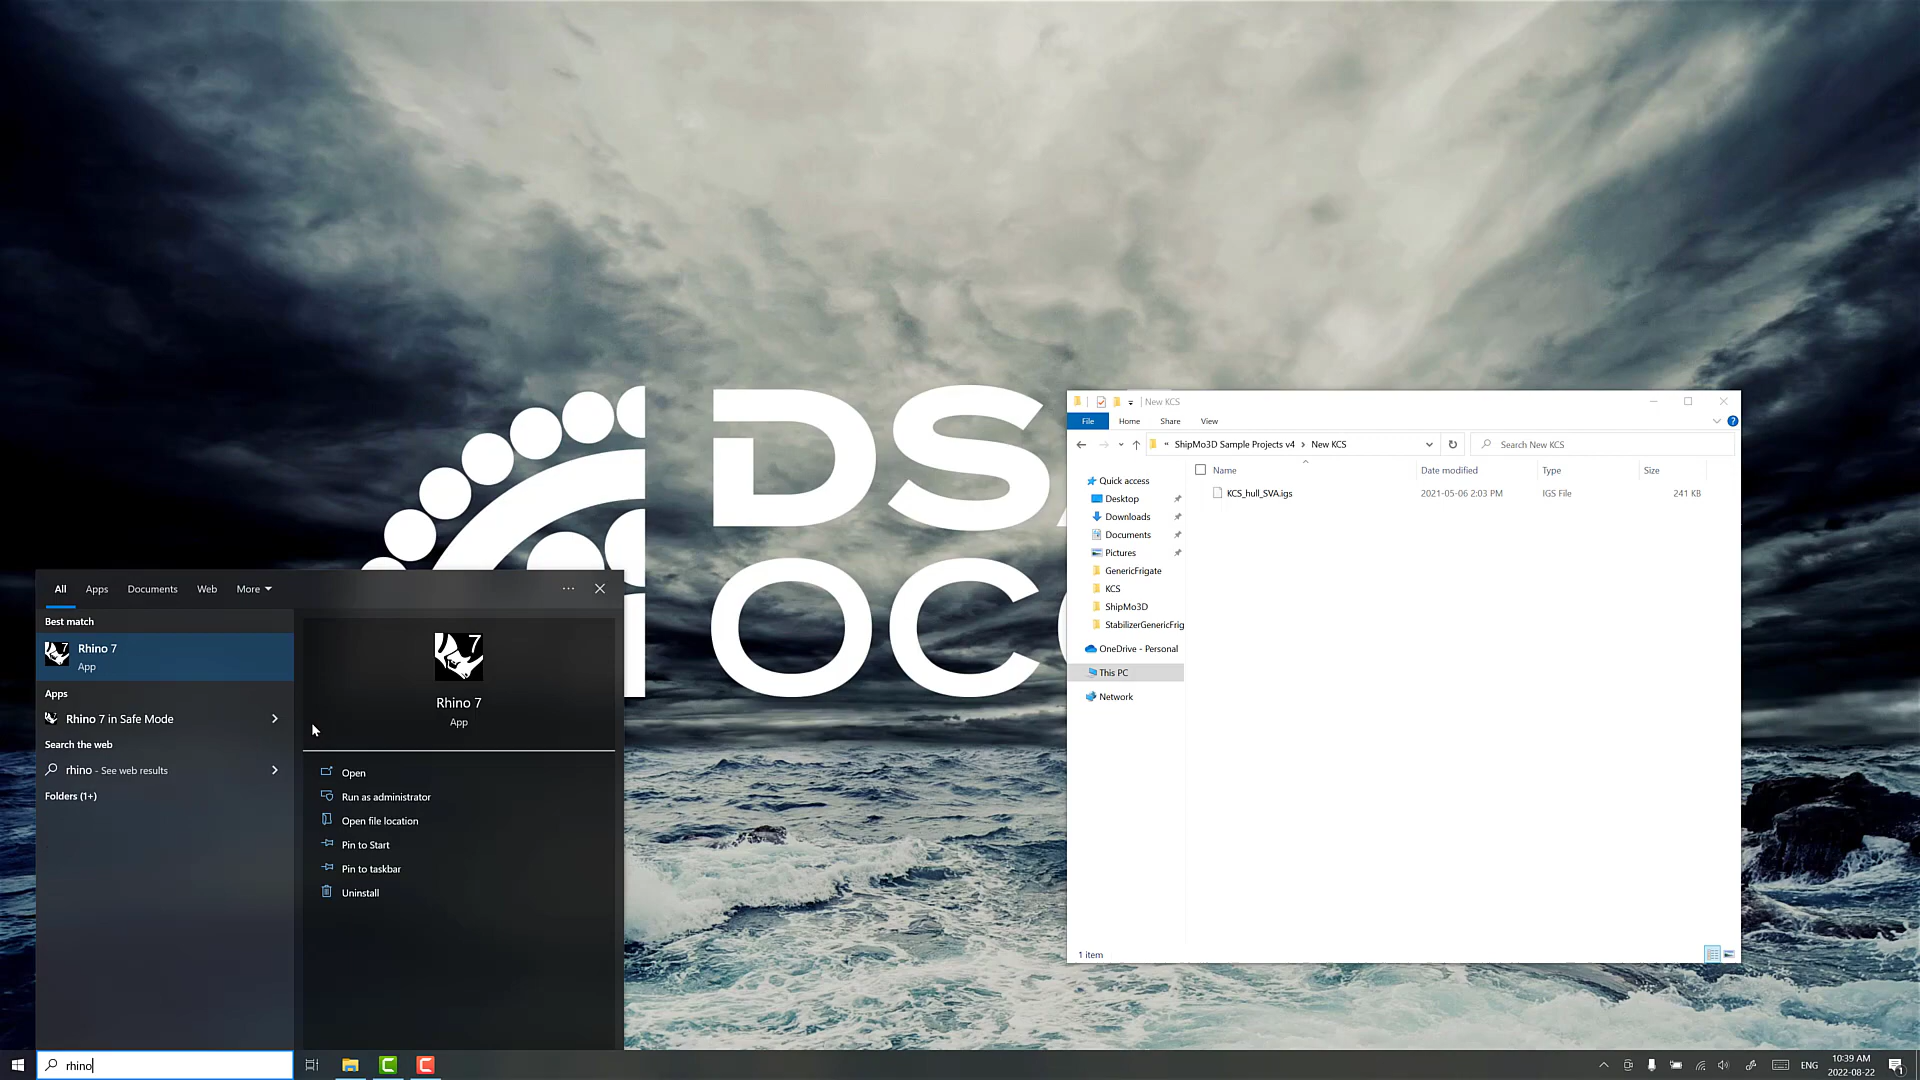 DS
OC
New KCS
File
Home
Share
View
ShipMo3D Sample Projects v4 > New KCS
Search New KCS
Name
Date modified
Type
Size
KCS_hull_SVA.igs
2021-05-06 2:03 PM
IGS File
241 KB
Quick access
Desktop
Downloads
Documents
Pictures
GenericFrigate
KCS
ShipMo3D
StabilizerGenericFrig
OneDrive - Personal
This PC
Network
1 item
All
Apps
Documents
Web
More
Best match
Rhino 7
App
Apps
Rhino 7 in Safe Mode
Search the web
rhino - See web results
Folders (1+)
7
Rhino 7
App
Open
Run as administrator
Open file location
Pin to Start
Pin to taskbar
Uninstall
rhino
ENG
10:39 AM
2022-08-22
1